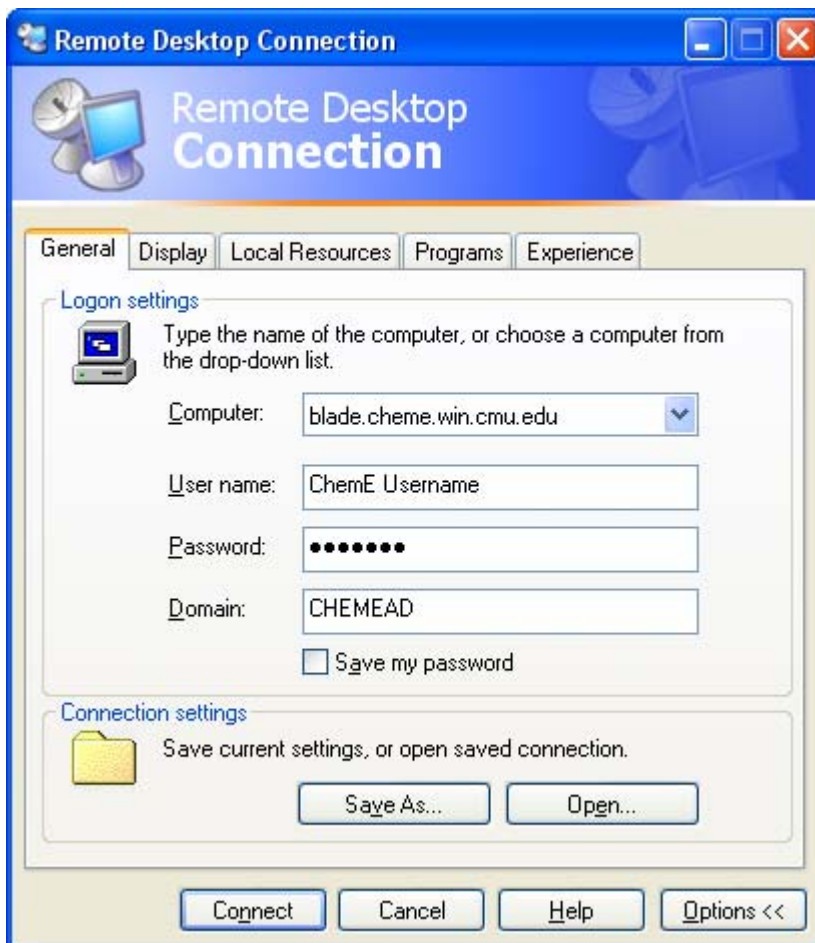 Remote Desktop Connection
Remote Desktop
Connection
General Display Local Resources Programs Experience
Logon settings
Type the name of the computer, or choose a computer from
the drop-down list.
Computer: blade.cheme.win.cmu.edu
User name: ChemE Username
Password: •••••••
Domain: CHEMEAD
Save my password
Connection settings
Save current settings, or open saved connection.
Save As... Open...
Connect Cancel Help Options <<